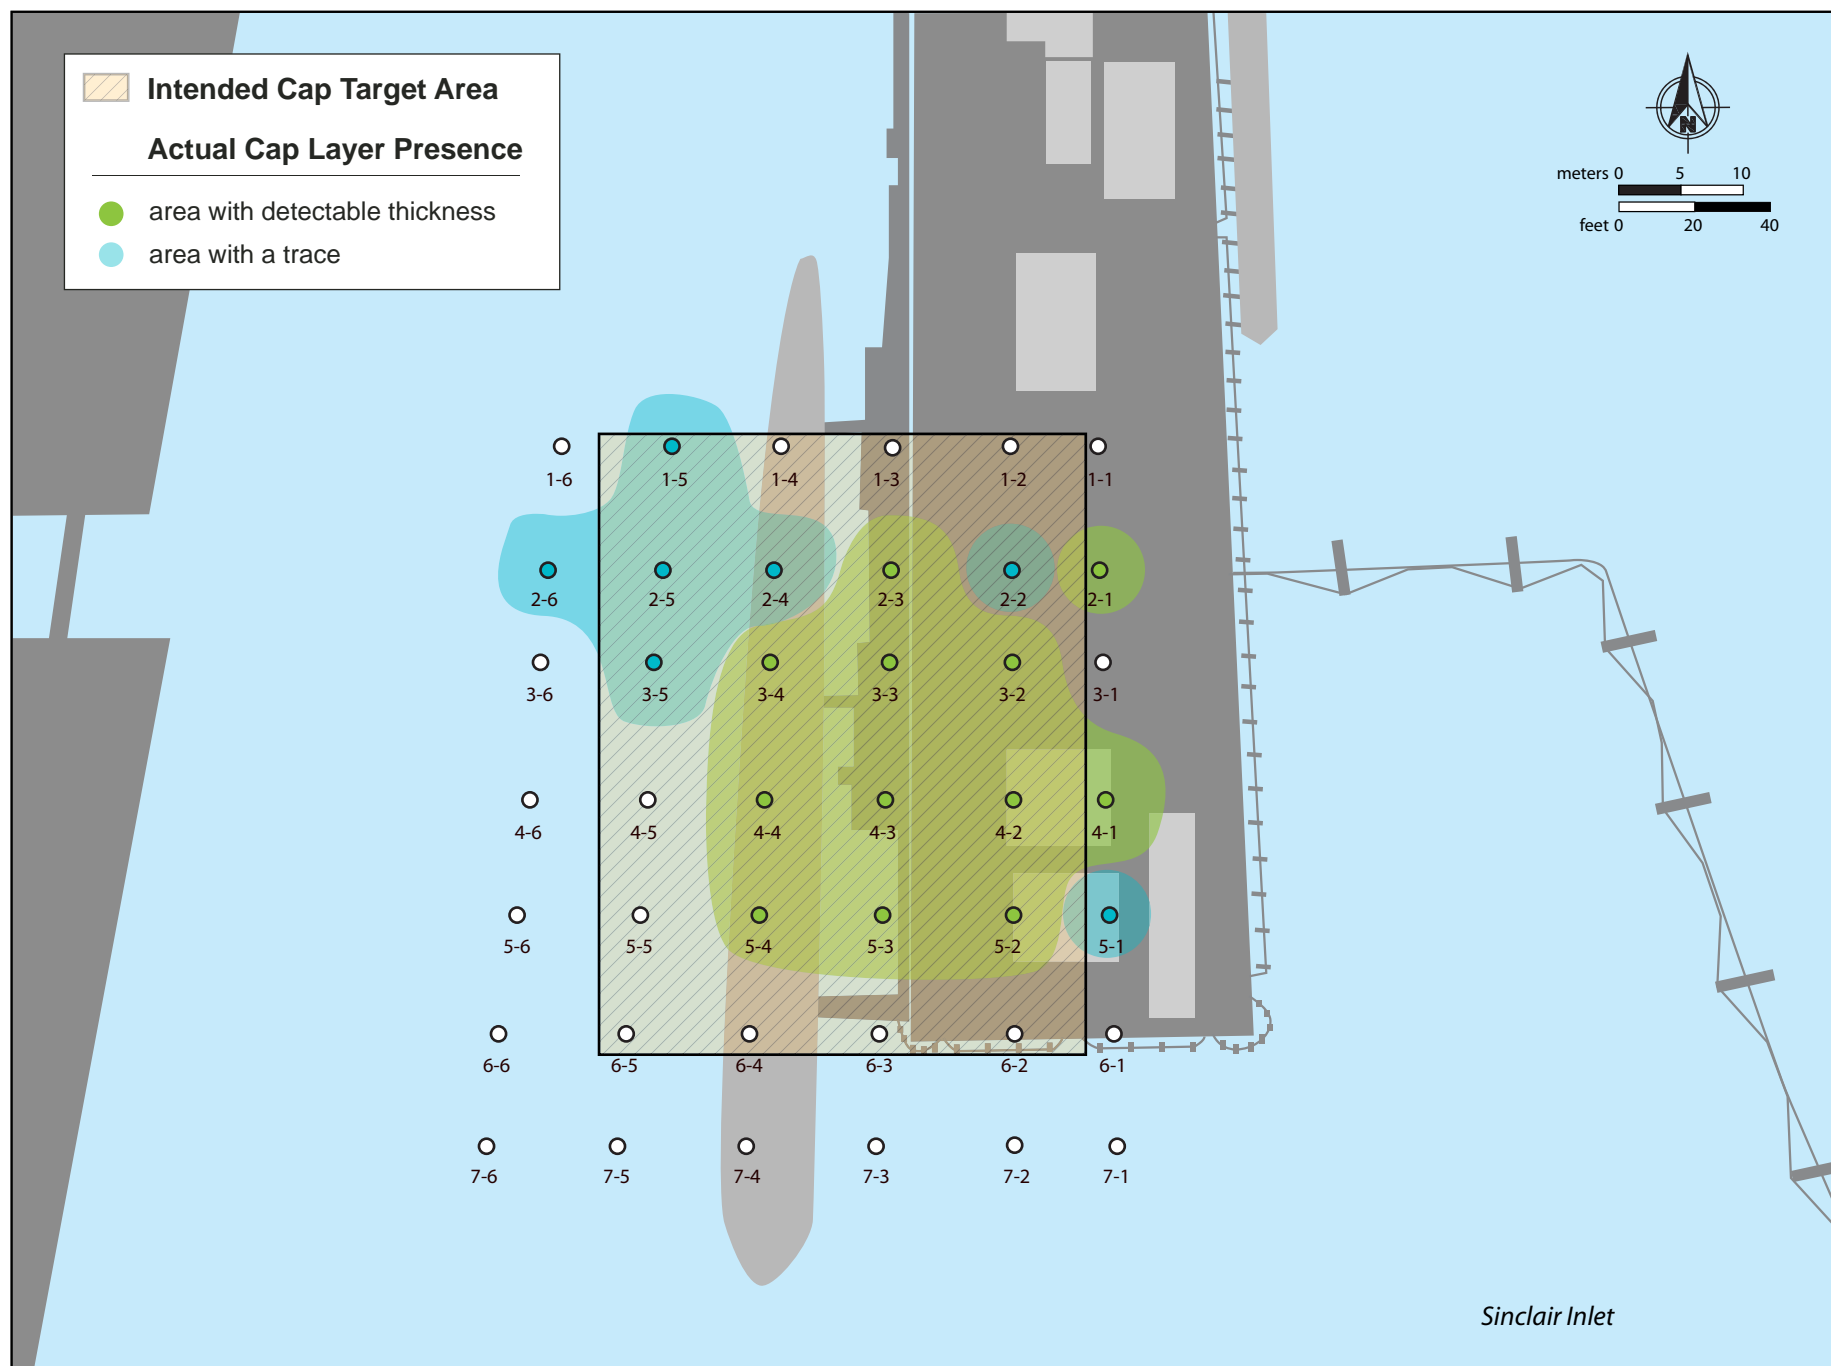 Intended Cap Target Area
Actual Cap Layer Presence
area with detectable thickness
area with a trace
N
meters 0 5 10
feet 0 20 40
1-6 1-5 1-4 1-3 1-2 1-1
2-6 2-5 2-4 2-3 2-2 2-1
3-6 3-5 3-4 3-3 3-2 3-1
4-6 4-5 4-4 4-3 4-2 4-1
5-6 5-5 5-4 5-3 5-2 5-1
6-6 6-5 6-4 6-3 6-2 6-1
7-6 7-5 7-4 7-3 7-2 7-1
Sinclair Inlet